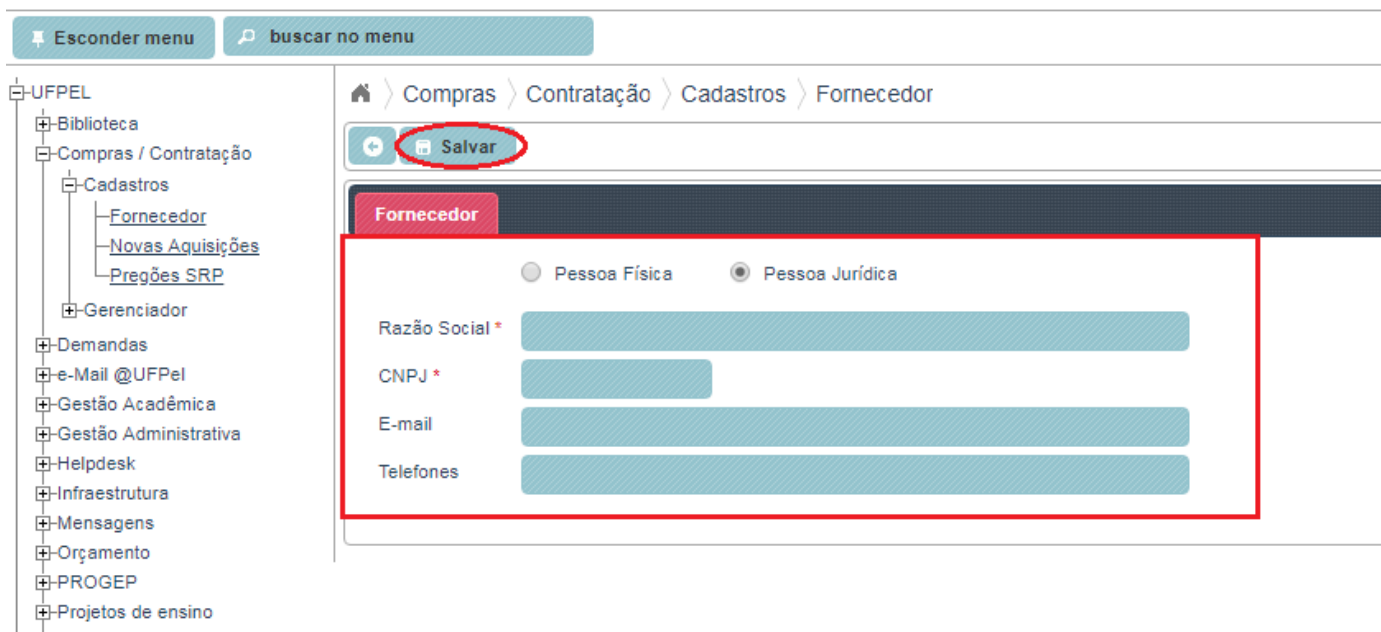 Esconder menu
buscar no menu
UFPEL
Biblioteca
Compras / Contratação
Cadastros
Fornecedor
Novas Aquisições
Pregões SRP
Gerenciador
Demandas
e-Mail @UFPel
Gestão Acadêmica
Gestão Administrativa
Helpdesk
Infraestrutura
Mensagens
Orçamento
PROGEP
Projetos de ensino
Compras Contratação Cadastros Fornecedor
Salvar
Fornecedor
Pessoa Física Pessoa Jurídica
Razão Social *
CNPJ *
E-mail
Telefones